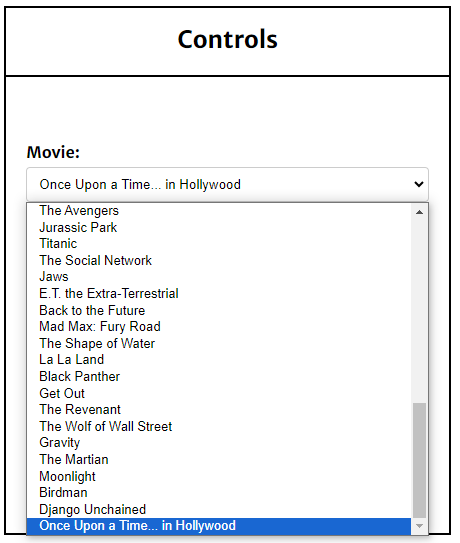 Controls
Movie:
Once Upon a Time... in Hollywood
The Avengers
Jurassic Park
Titanic
The Social Network
Jaws
E.T. the Extra-Terrestrial
Back to the Future
Mad Max: Fury Road
The Shape of Water
La La Land
Black Panther
Get Out
The Revenant
The Wolf of Wall Street
Gravity
The Martian
Moonlight
Birdman
Django Unchained
Once Upon a Time... in Hollywood